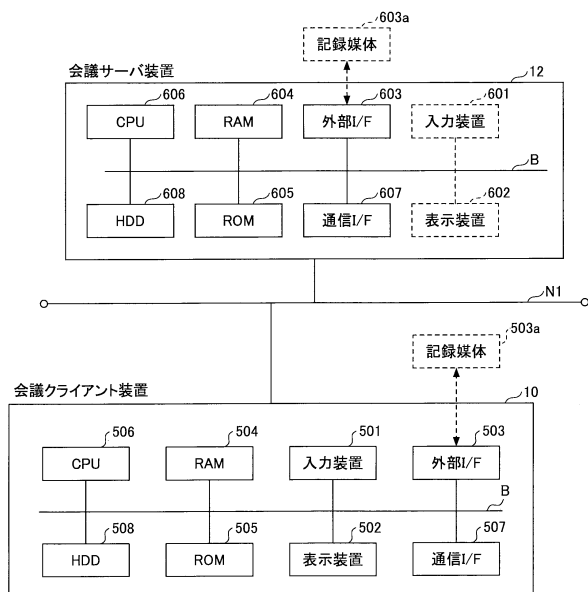 603a
記録媒体
会議サーバ装置
12
606
604
603
601
CPU
RAM
外部I/F
入力装置
B
608
605
607
602
HDD
ROM
通信I/F
表示装置
N1
503a
記録媒体
会議クライアント装置
10
506
504
501
503
CPU
RAM
入力装置
外部I/F
B
508
505
502
507
HDD
ROM
表示装置
通信I/F